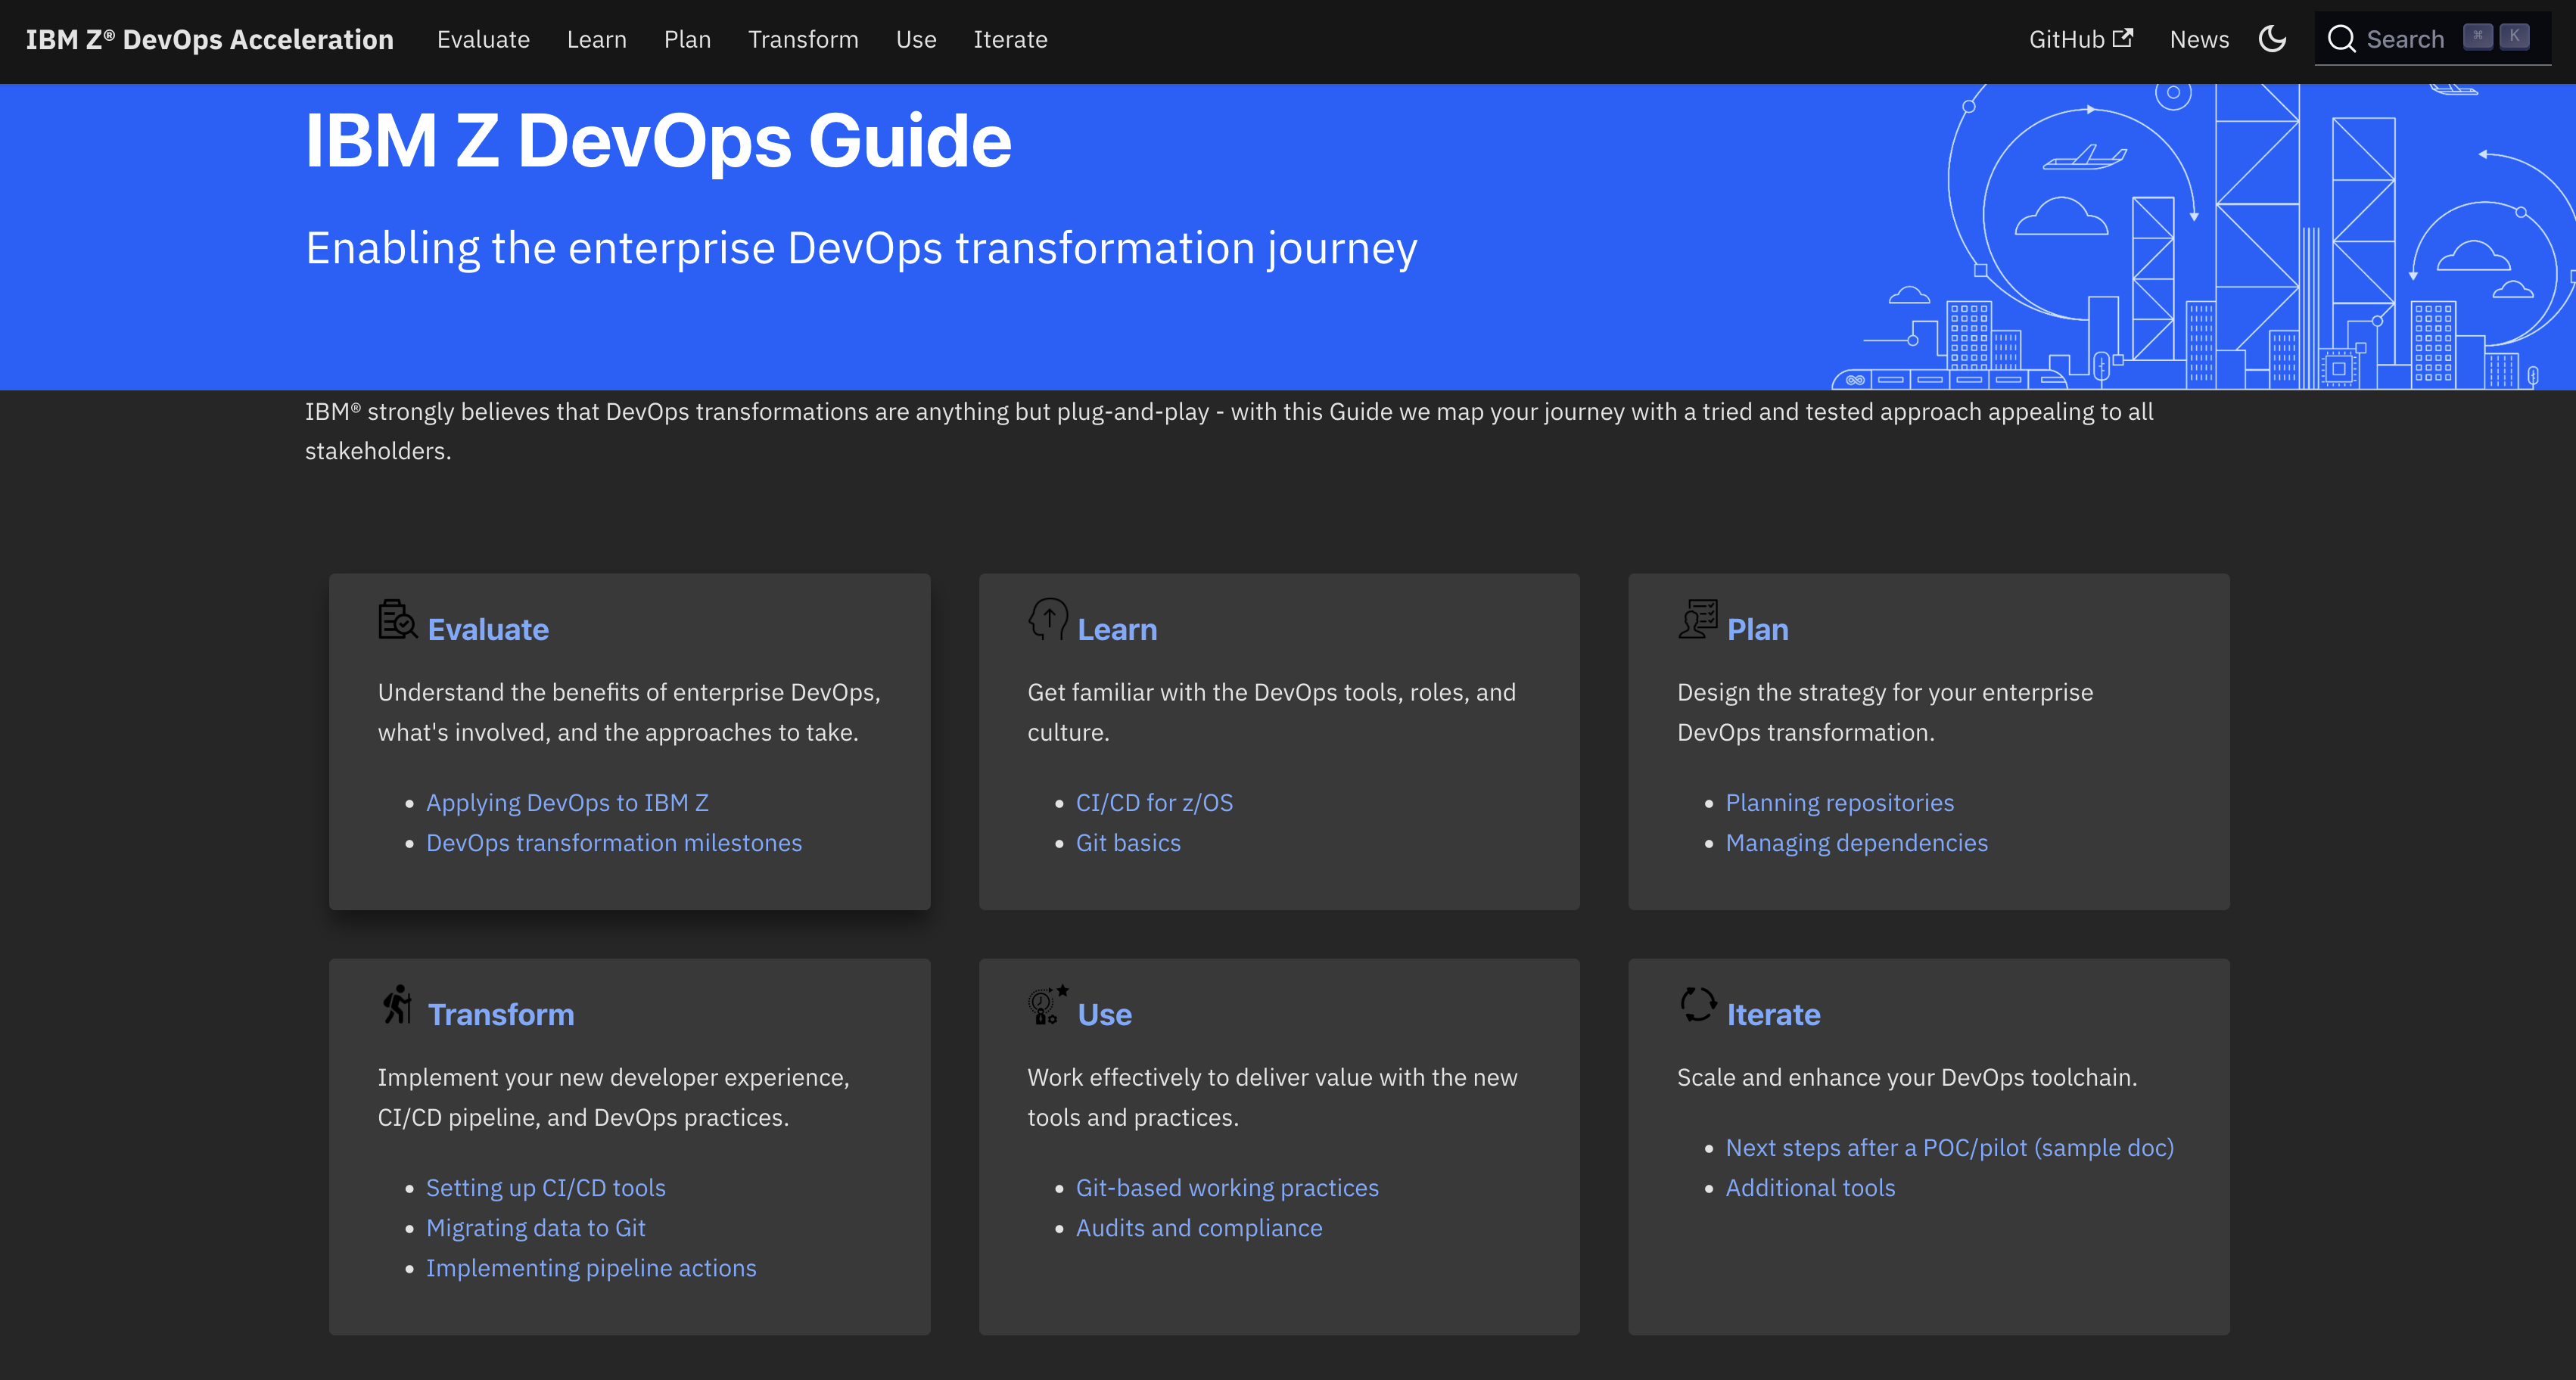 IBM Z® DevOps Acceleration Evaluate Learn Plan Transform Use Iterate GitHub News Search ⌘ K
IBM Z DevOps Guide
Enabling the enterprise DevOps transformation journey
IBM® strongly believes that DevOps transformations are anything but plug-and-play - with this Guide we map your journey with a tried and tested approach appealing to all
stakeholders.
Evaluate
Understand the benefits of enterprise DevOps,
what's involved, and the approaches to take.
Applying DevOps to IBM Z
DevOps transformation milestones
Learn
Get familiar with the DevOps tools, roles, and
culture.
CI/CD for z/OS
Git basics
Plan
Design the strategy for your enterprise
DevOps transformation.
Planning repositories
Managing dependencies
Transform
Implement your new developer experience,
CI/CD pipeline, and DevOps practices.
Setting up CI/CD tools
Migrating data to Git
Implementing pipeline actions
Use
Work effectively to deliver value with the new
tools and practices.
Git-based working practices
Audits and compliance
Iterate
Scale and enhance your DevOps toolchain.
Next steps after a POC/pilot (sample doc)
Additional tools